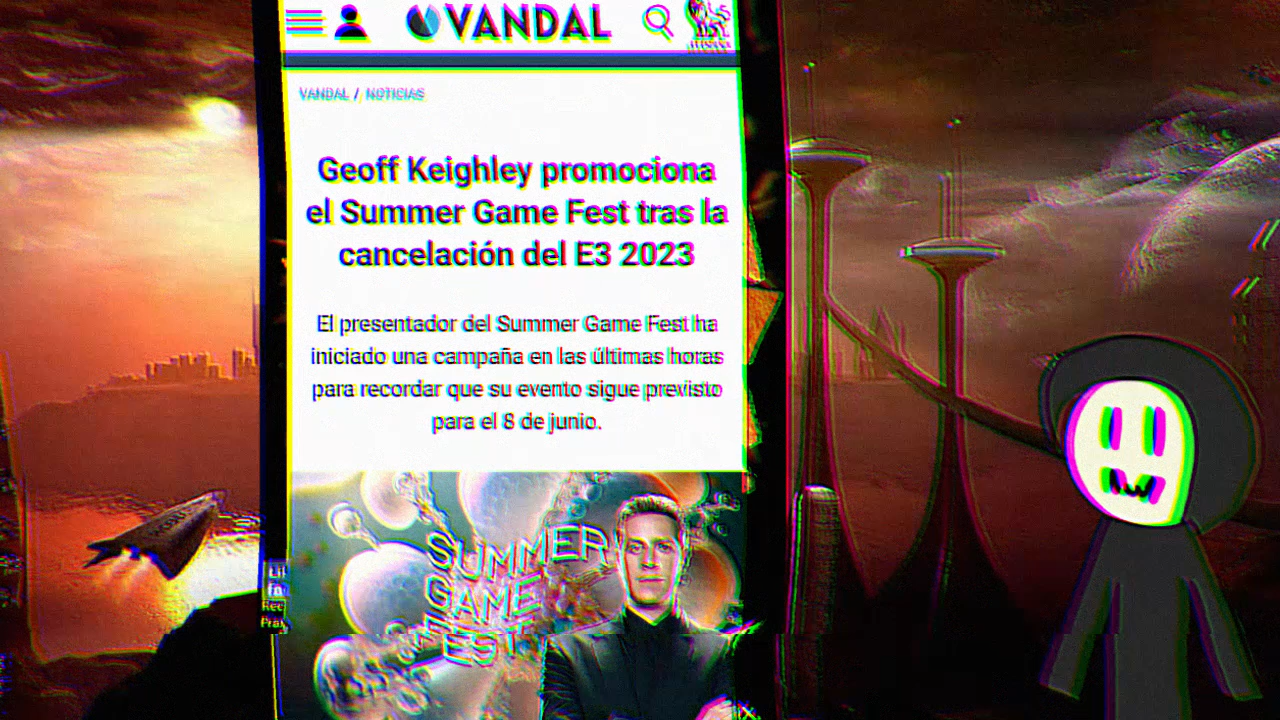 VANDAL
VANDAL / NOTICIAS
Geoff Keighley promociona
el Summer Game Fest tras la
cancelación del E3 2023
El presentador del Summer Game Fest ha
iniciado una campaña en las últimas horas
para recordar que su evento sigue previsto
para el 8 de junio.
SUMMER
GAME
FEST